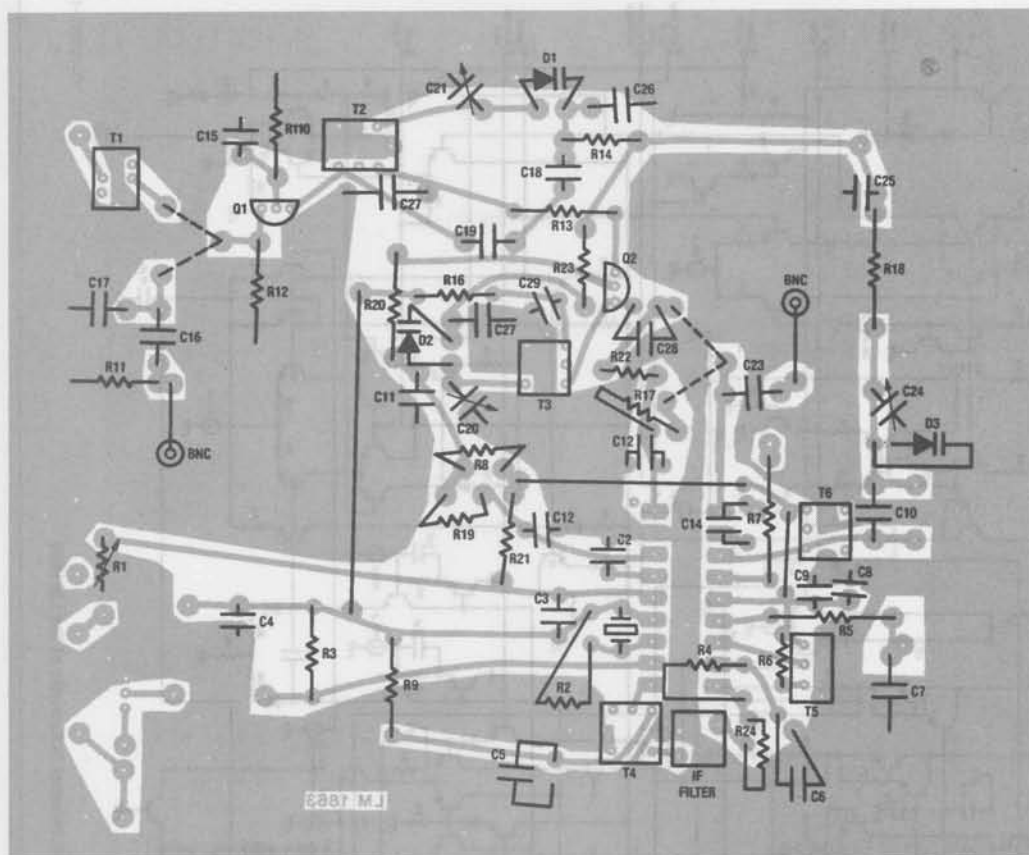 D1
C21
C26
T2
R110
C15
T1
R14
C18
C25
C27
Q1
R13
C19
Q2
R23
R18
R12
C29
R16
BNC
C17
R20
C27
D2
C28
C16
R22
C23
R11
T3
R17
C24
C11
C20
D3
C12
BNC
R8
T6
C10
C14
R7
R19
C12
R21
C2
R1
C9
C8
C3
C4
R5
R4
R6
R3
R9
R2
C7
T5
R24
C5
T4
IF
FILTER
C6
LM 1863